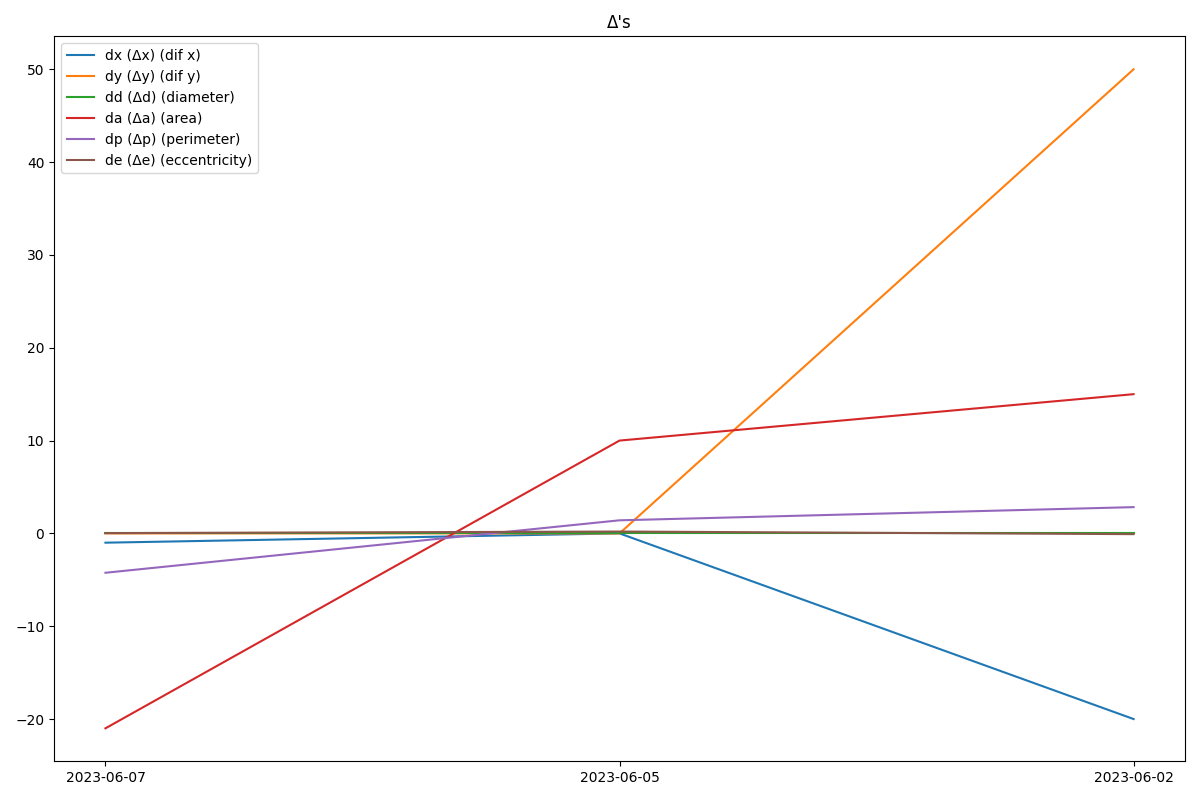 Δ's
dx (Δx) (dif x)
dy (Δy) (dif y)
dd (Δd) (diameter)
da (Δa) (area)
dp (Δp) (perimeter)
de (Δe) (eccentricity)
50
40
30
20
10
0
−10
−20
2023-06-07 2023-06-05 2023-06-02